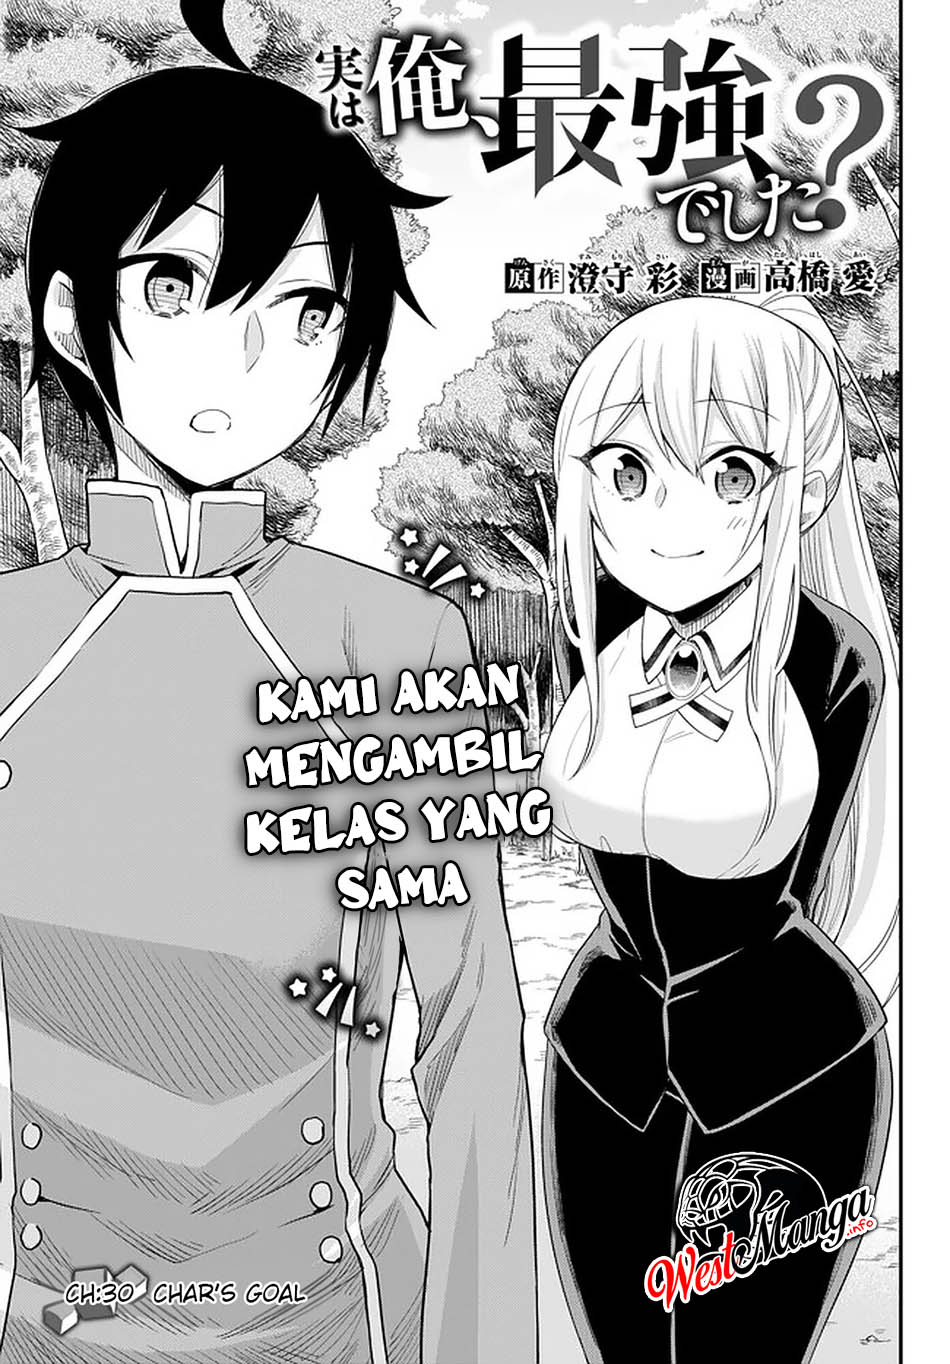 実は俺、最強でした?
原作 澄守 彩 漫画 高橋 愛
KAMI AKAN
MENGAMBIL
KELAS YANG
SAMA
CH:30 CHAR'S GOAL
WESTMANGA.info